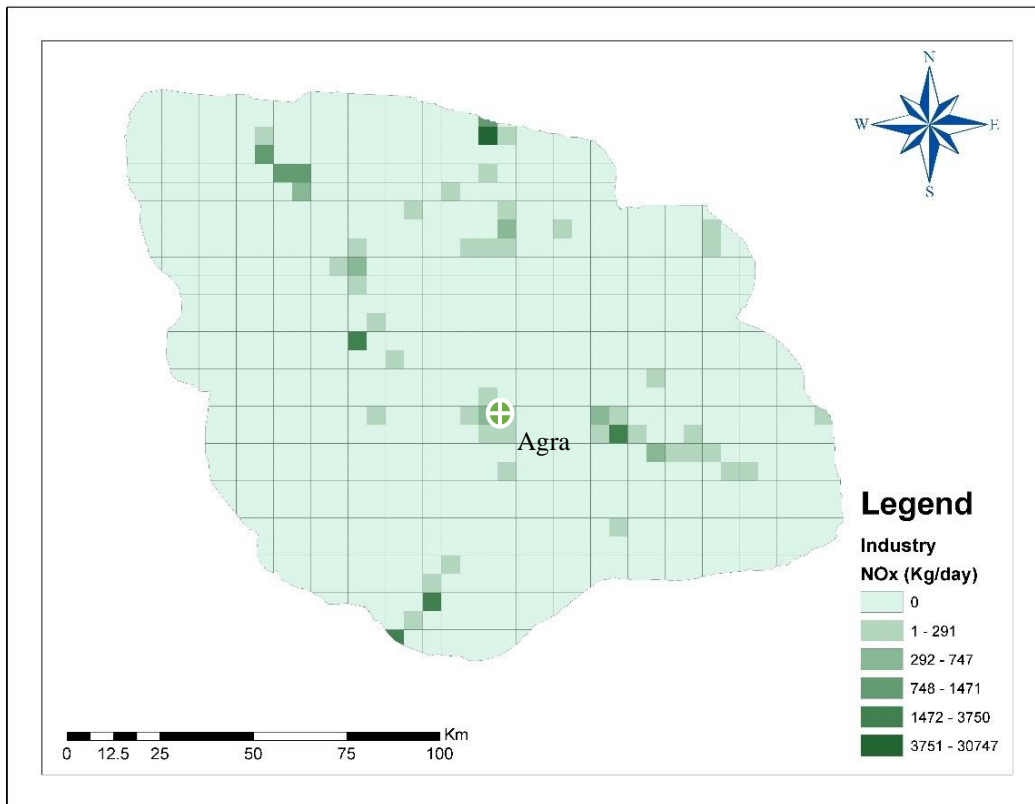 N
W E
S
Agra
Legend
Industry
NOx (Kg/day)
0
1 - 291
292 - 747
748 - 1471
1472 - 3750
3751 - 30747
Km
0 12.5 25 50 75 100